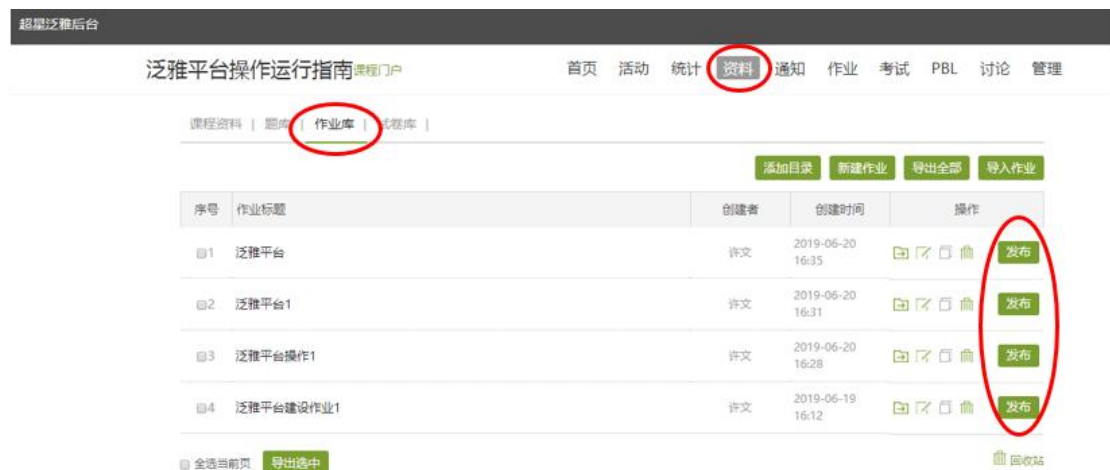 超星泛雅后台
泛雅平台操作运行指南课程门户 首页 活动 统计 资料 通知 作业 考试 PBL 讨论 管理
课程资料 | 题库 | 作业库 | 试卷库 |
添加目录 新建作业 导出全部 导入作业
序号 作业标题 创建者 创建时间 操作
1 泛雅平台 许文 2019-06-20 16:35 发布
2 泛雅平台1 许文 2019-06-20 16:31 发布
3 泛雅平台操作1 许文 2019-06-20 16:28 发布
4 泛雅平台建设作业1 许文 2019-06-19 16:12 发布
全选当前页 导出选中 回收站